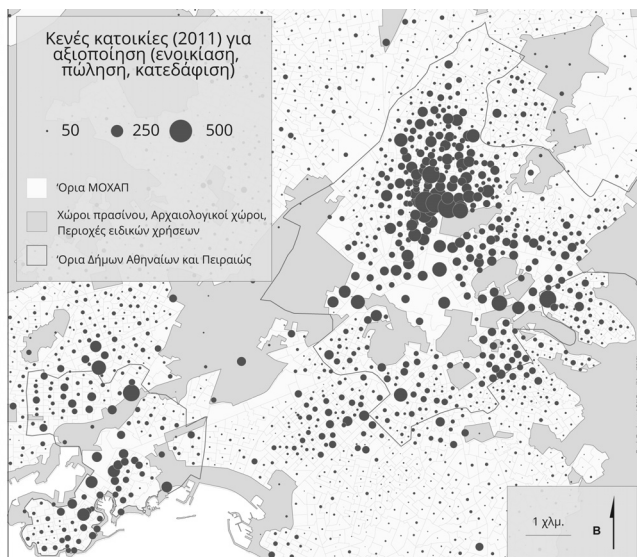 Κενές κατοικίες (2011) για
αξιοποίηση (ενοικίαση,
πώληση, κατεδάφιση)
50 250 500
Όρια ΜΟΧΑΠ
Χώροι πρασίνου, Αρχαιολογικοί χώροι,
Περιοχές ειδικών χρήσεων
Όρια Δήμων Αθηναίων και Πειραιώς
1 χλμ.
Β